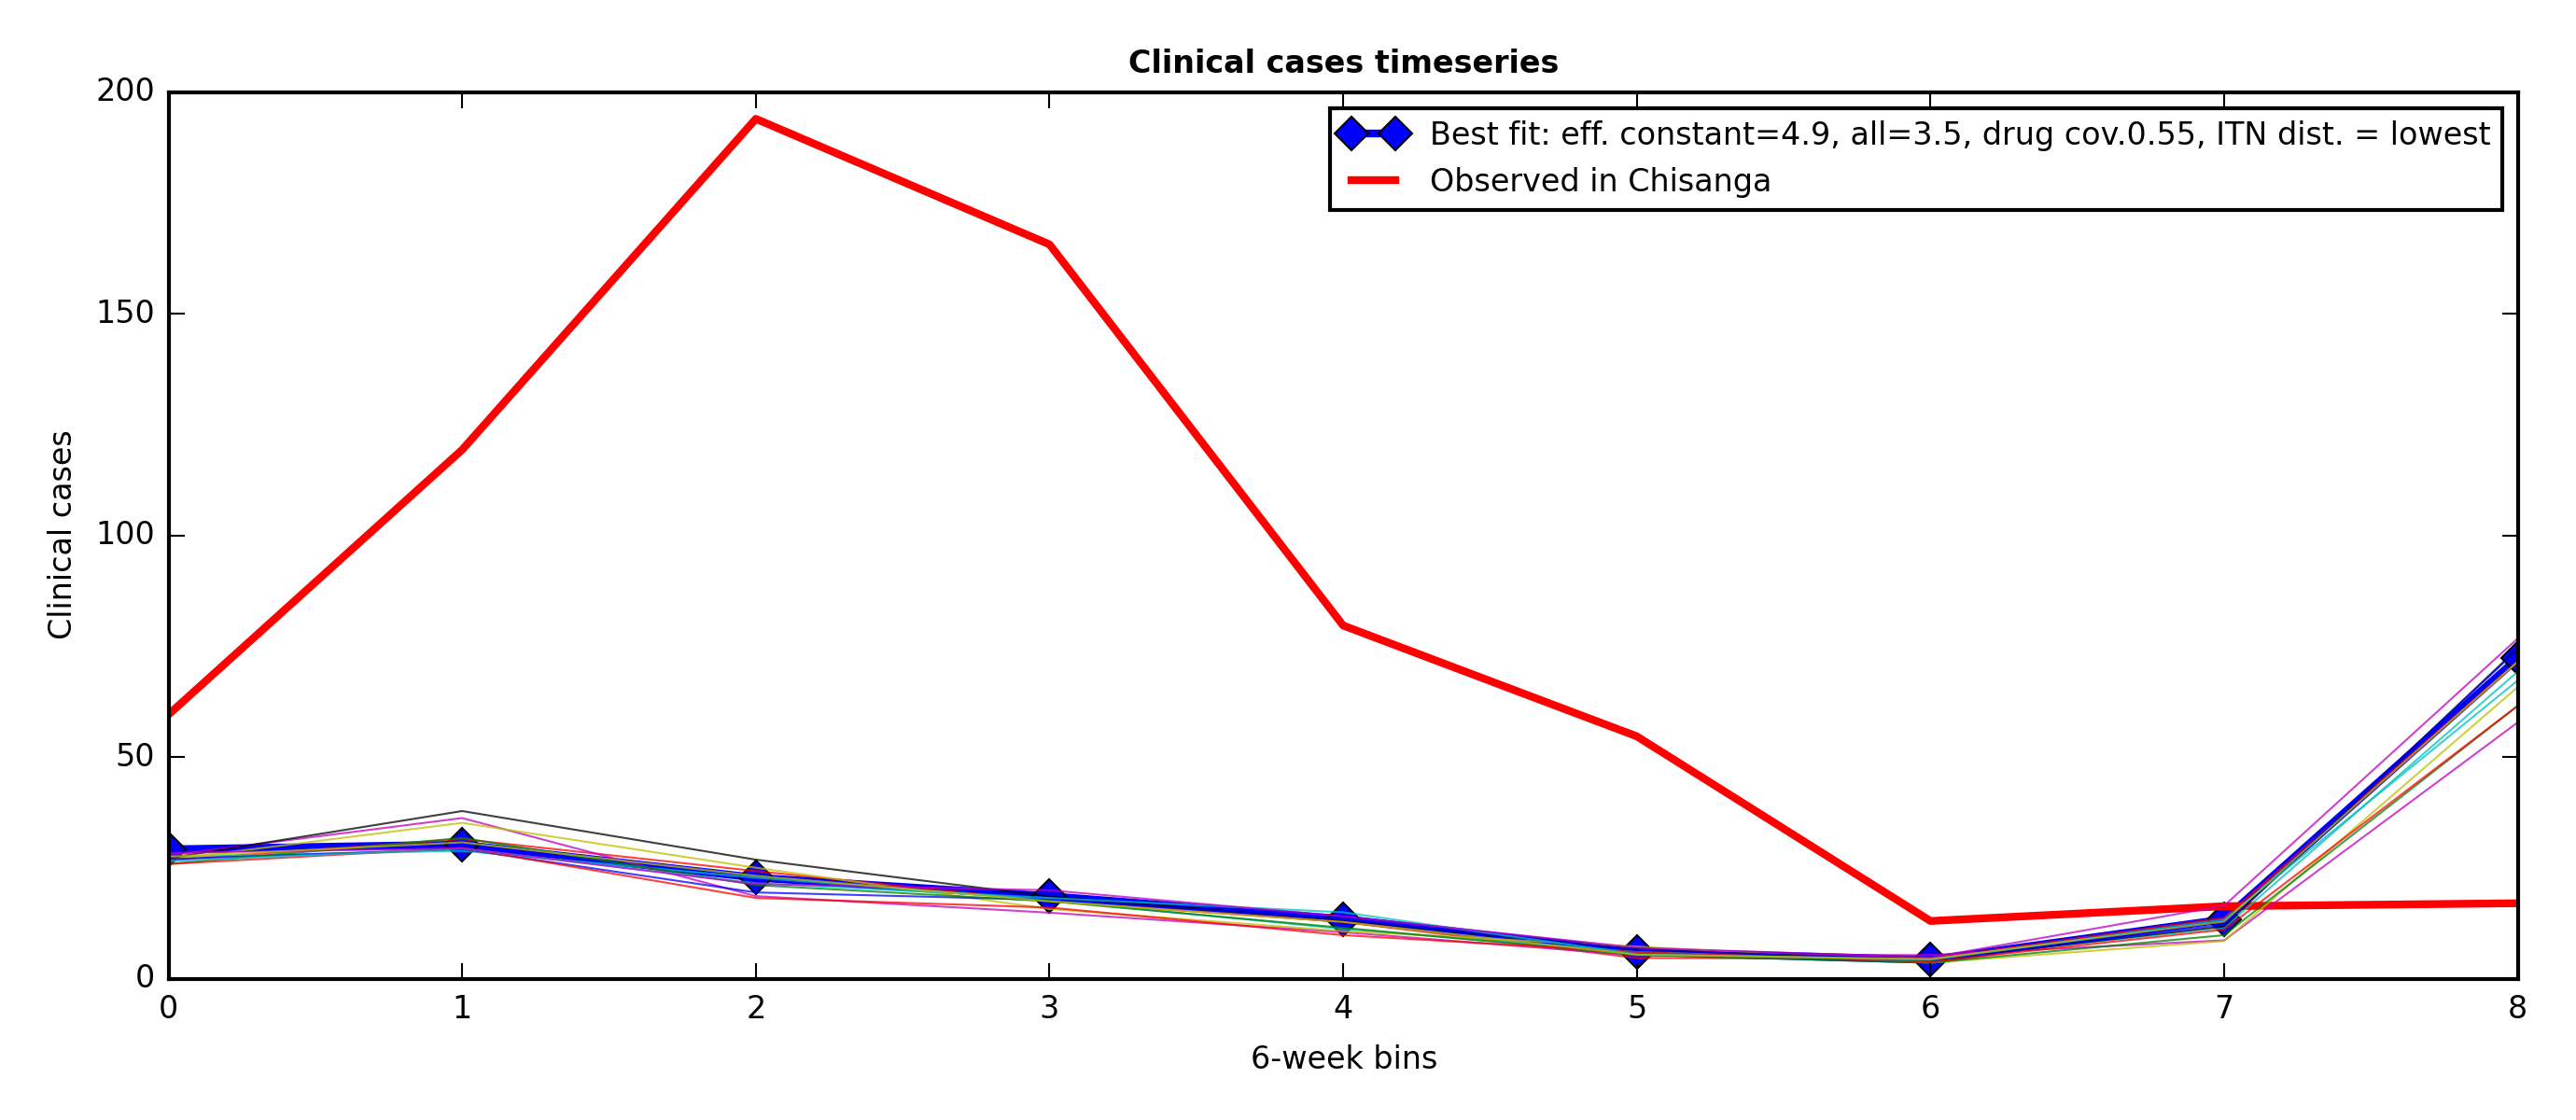 Clinical cases timeseries
200
150
100
50
0
Clinical cases
Best fit: eff. constant=4.9, all=3.5, drug cov.0.55, ITN dist. = lowest
Observed in Chisanga
0 1 2 3 4 5 6 7 8
6-week bins